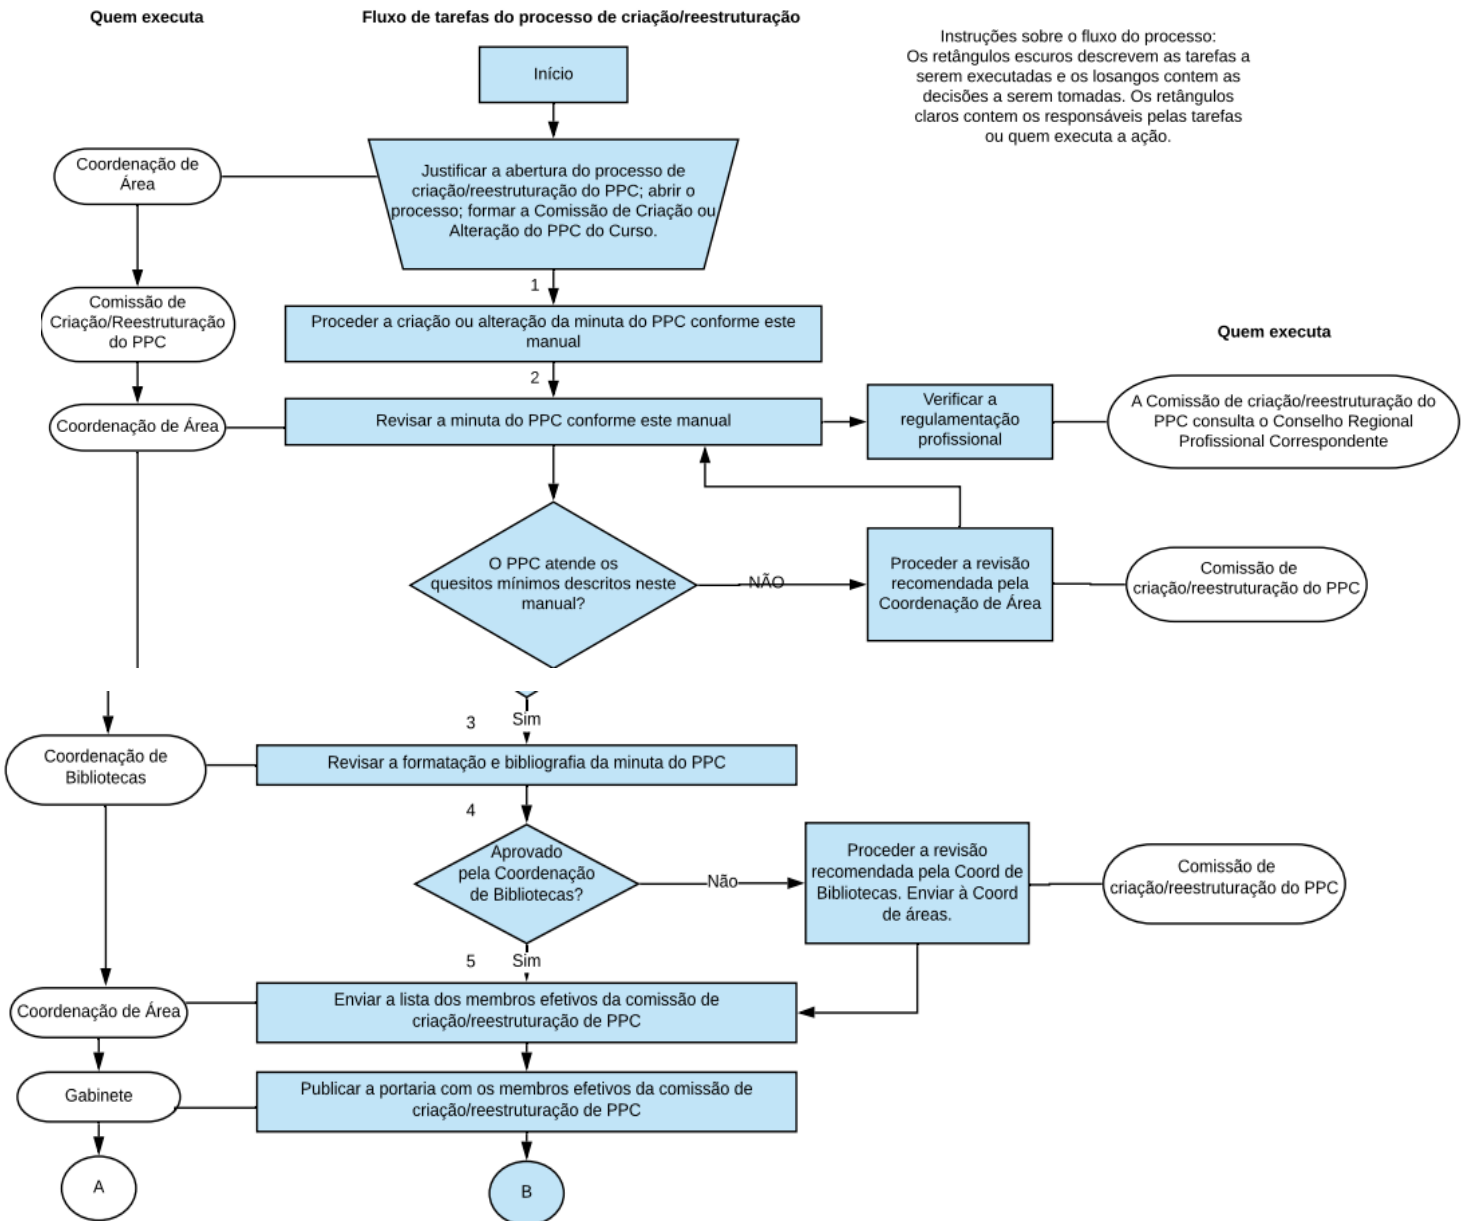 Quem executa
Fluxo de tarefas do processo de criação/reestruturação
Instruções sobre o fluxo do processo:
Os retângulos escuros descrevem as tarefas a
serem executadas e os losangos contem as
decisões a serem tomadas. Os retângulos
claros contem os responsáveis pelas tarefas
ou quem executa a ação.
Início
Coordenação de
Área
Justificar a abertura do processo de
criação/reestruturação do PPC; abrir o
processo; formar a Comissão de Criação ou
Alteração do PPC do Curso.
1
Comissão de
Criação/Reestruturação
do PPC
Proceder a criação ou alteração da minuta do PPC conforme este
manual
Quem executa
2
Coordenação de Área
Revisar a minuta do PPC conforme este manual
Verificar a
regulamentação
profissional
A Comissão de criação/reestruturação do
PPC consulta o Conselho Regional
Profissional Correspondente
O PPC atende os
quesitos mínimos descritos neste
manual?
NÃO
Proceder a revisão
recomendada pela
Coordenação de Área
Comissão de
criação/reestruturação do PPC
3
Sim
Coordenação de
Bibliotecas
Revisar a formatação e bibliografia da minuta do PPC
4
Aprovado
pela Coordenação
de Bibliotecas?
Não
Proceder a revisão
recomendada pela Coord de
Bibliotecas. Enviar à Coord
de áreas.
Comissão de
criação/reestruturação do PPC
5
Sim
Coordenação de Área
Enviar a lista dos membros efetivos da comissão de
criação/reestruturação de PPC
Gabinete
Publicar a portaria com os membros efetivos da comissão de
criação/reestruturação de PPC
A
B